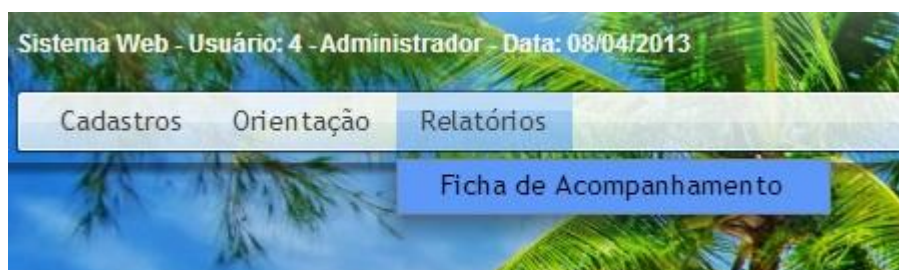 Sistema Web - Usuário: 4 - Administrador - Data: 08/04/2013
Cadastros Orientação Relatórios
Ficha de Acompanhamento